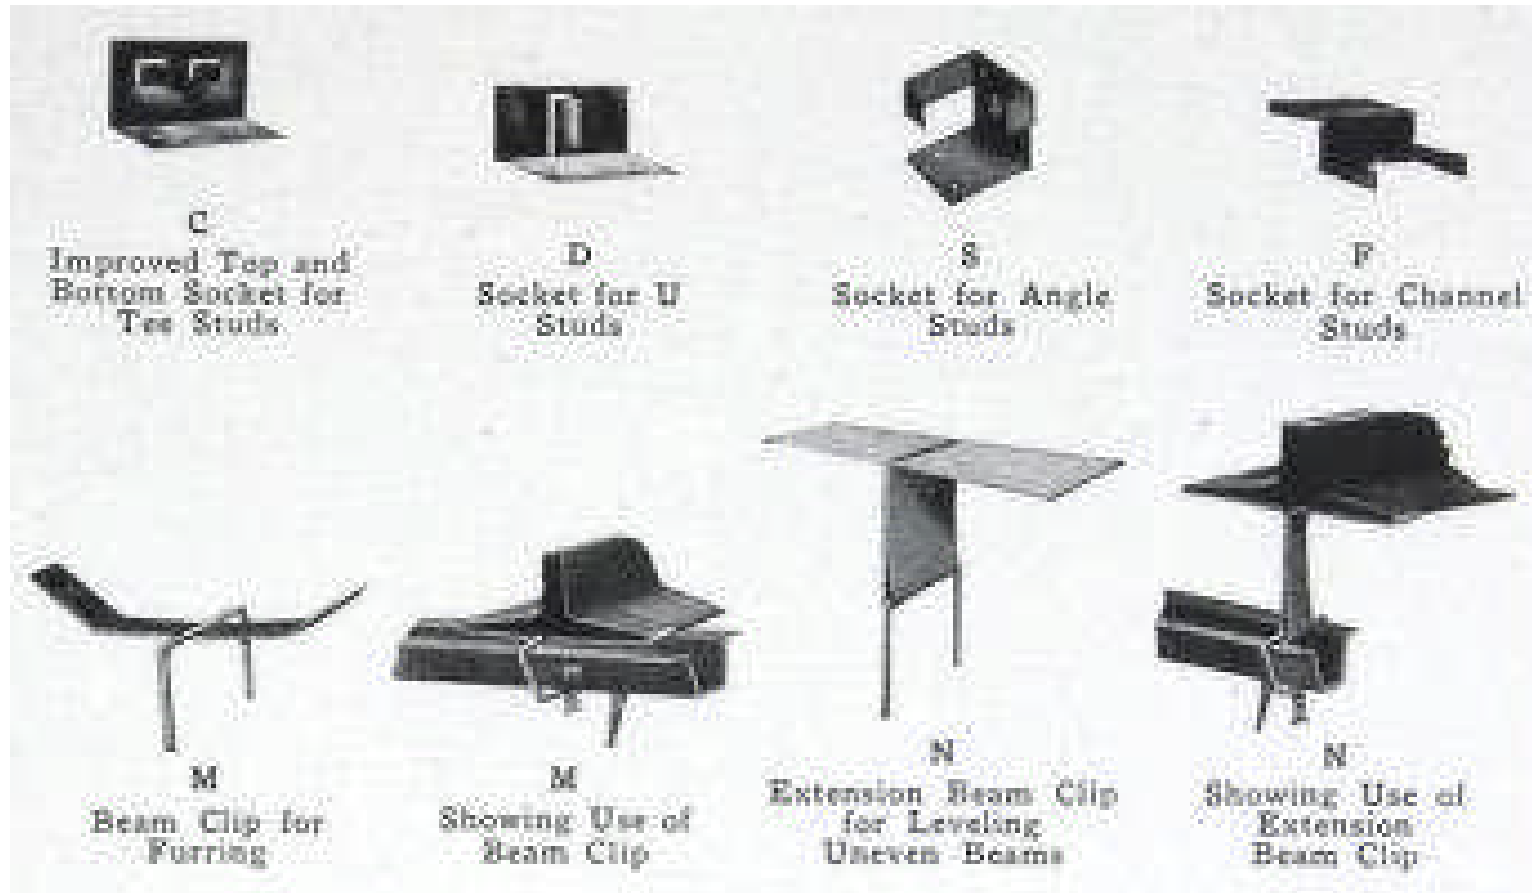 C
Improved Top and
Bottom Socket for
Tee Studs
D
Socket for U
Studs
S
Socket for Angle
Studs
F
Socket for Channel
Studs
M
Beam Clip for
Furring
M
Showing Use of
Beam Clip
N
Extension Beam Clip
for Leveling
Uneven Beams
N
Showing Use of
Extension
Beam Clip